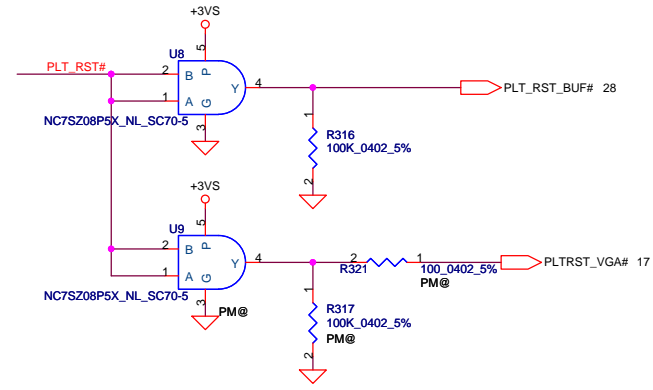 +3VS
U8
5
PLT_RST#
2
B
P
Y
4
PLT_RST_BUF# 28
1
A
G
NC7SZ08P5X_NL_SC70-5
3
1
R316
100K_0402_5%
2
+3VS
U9
5
2
B
P
Y
4
2
R321
1
100_0402_5%
PM@
PLTRST_VGA# 17
1
A
G
NC7SZ08P5X_NL_SC70-5
3
PM@
1
R317
100K_0402_5%
PM@
2